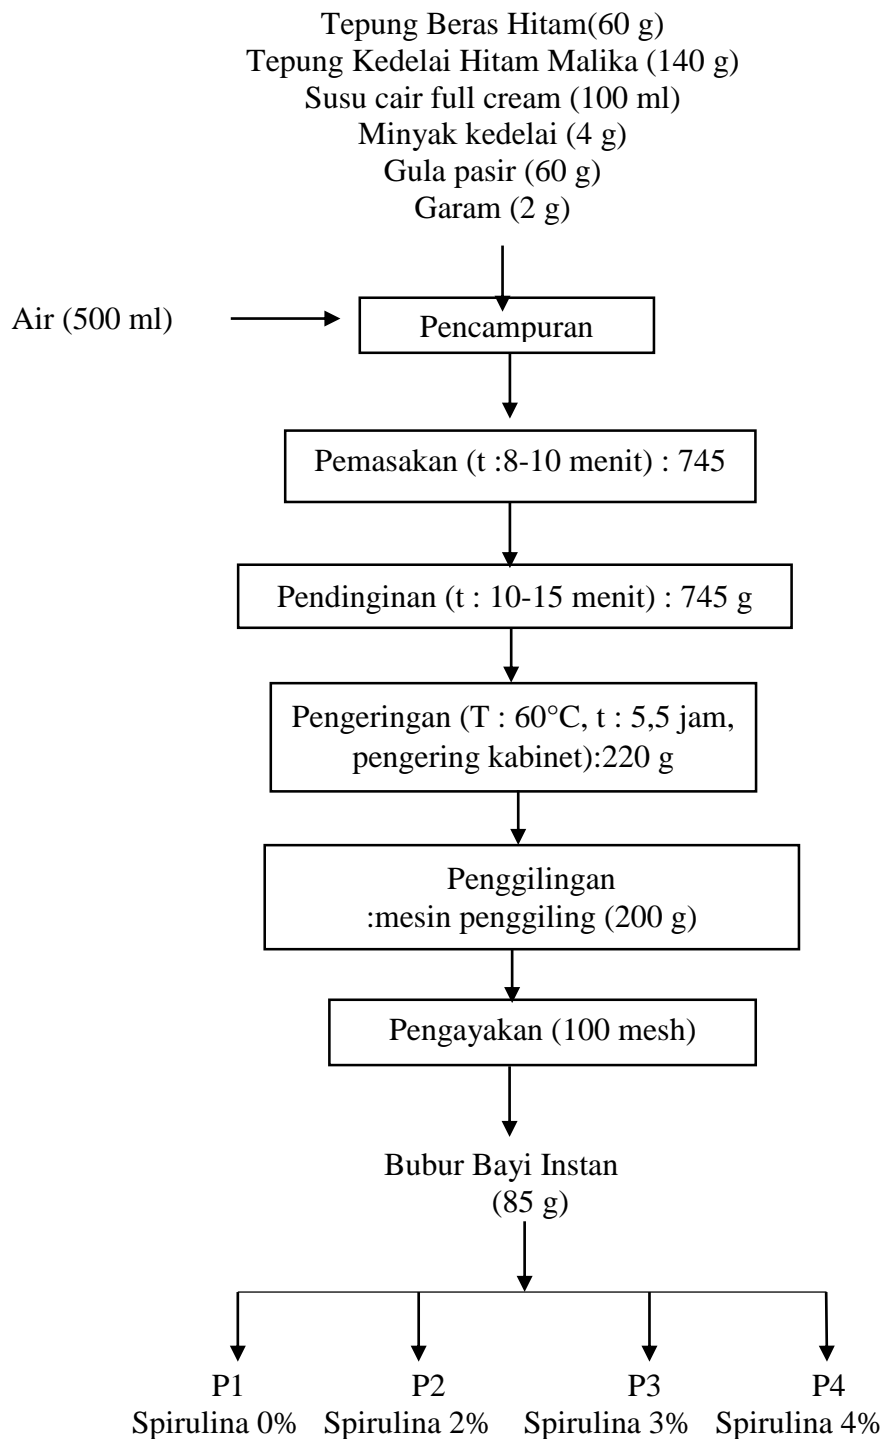 Tepung Beras Hitam(60 g)
Tepung Kedelai Hitam Malika (140 g)
Susu cair full cream (100 ml)
Minyak kedelai (4 g)
Gula pasir (60 g)
Garam (2 g)
Air (500 ml)
Pencampuran
Pemasakan (t :8-10 menit) : 745
Pendinginan (t : 10-15 menit) : 745 g
Pengeringan (T : 60°C, t : 5,5 jam,
pengering kabinet):220 g
Penggilingan
:mesin penggiling (200 g)
Pengayakan (100 mesh)
Bubur Bayi Instan
(85 g)
P1 P2 P3 P4
Spirulina 0% Spirulina 2% Spirulina 3% Spirulina 4%